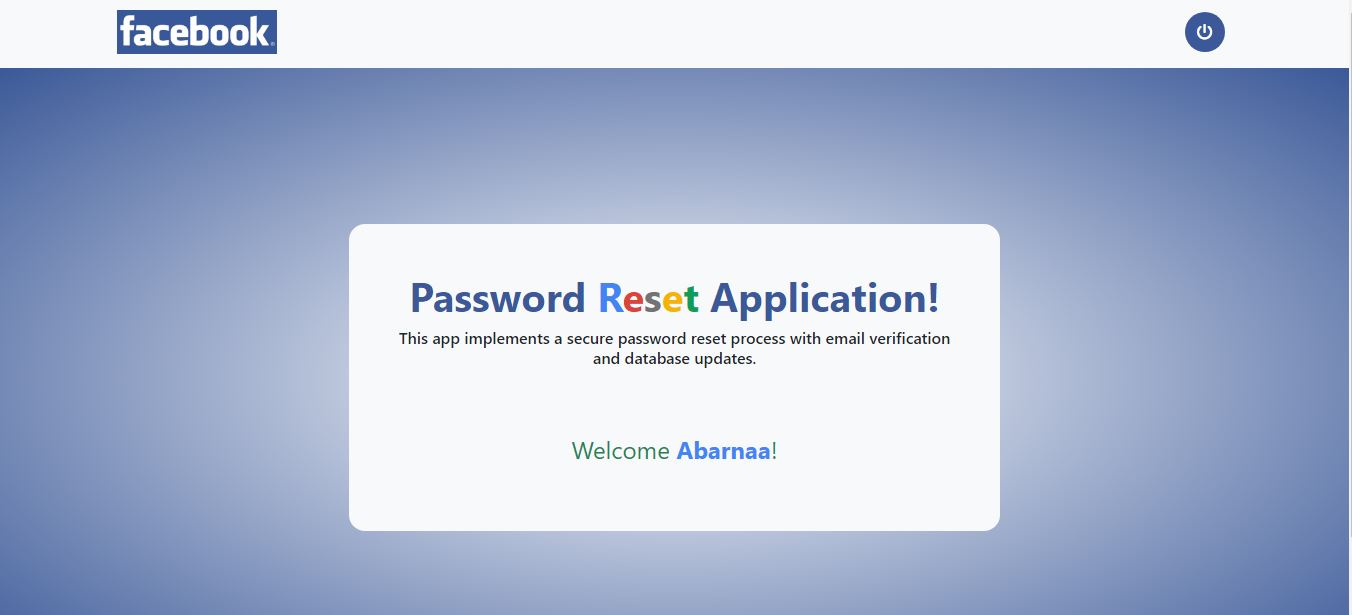 facebook
Password Reset Application!
This app implements a secure password reset process with email verification
and database updates.
Welcome Abarnaa!